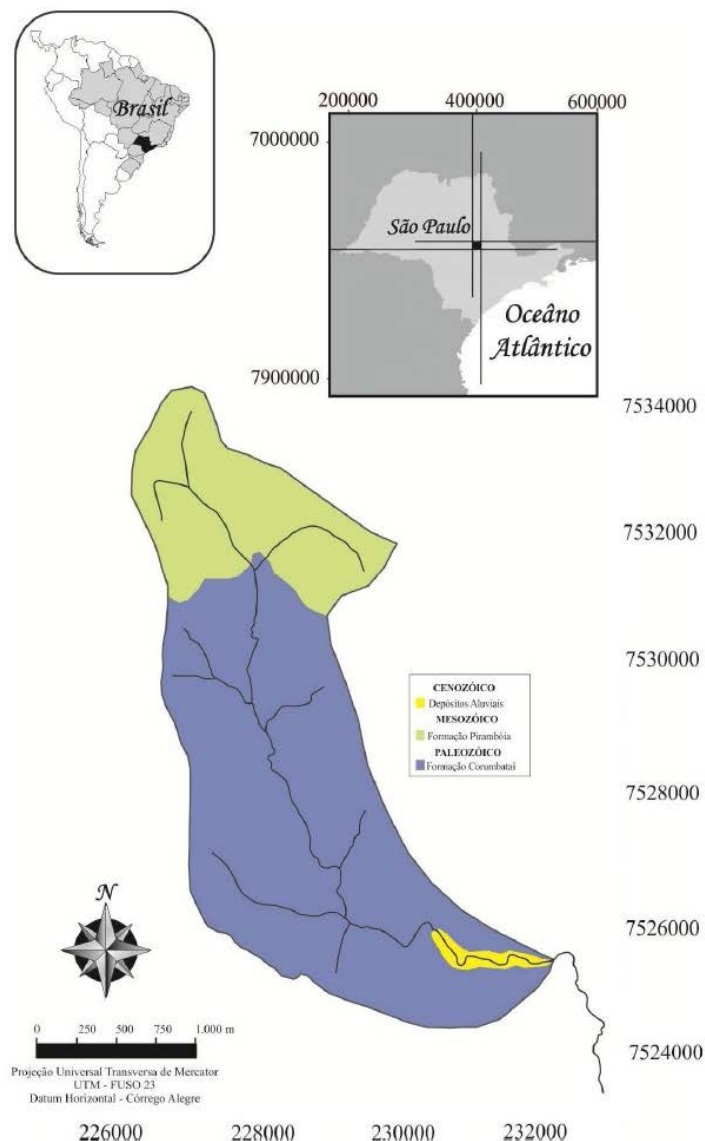 Brasil
200000 400000 600000
7000000
São Paulo
Oceâno
Atlântico
7900000
7534000
7532000
7530000
CENOZÓICO
Depósitos Aluviais
MESOZÓICO
Formação Pirambóia
PALEOZÓICO
Formação Corumbataí
7528000
N
7526000
0 250 500 750 1.000 m
7524000
Projeção Universal Transversa de Mercator
UTM - FUSO 23
Datum Horizontal - Córrego Alegre
226000 228000 230000 232000